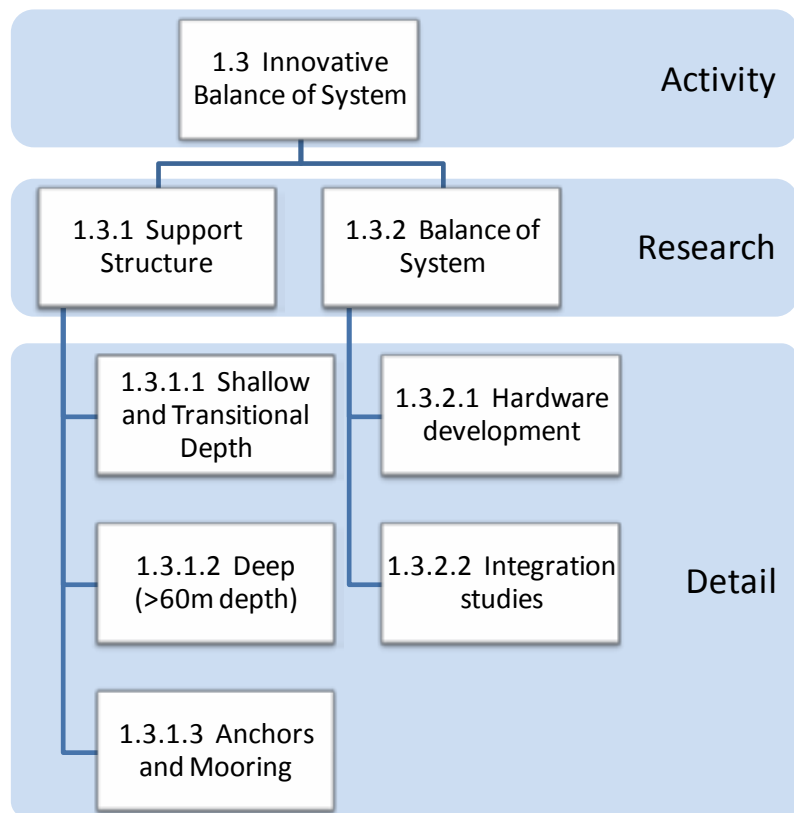 1.3 Innovative
Balance of System
Activity
1.3.1 Support
Structure
1.3.2 Balance of
System
Research
1.3.1.1 Shallow
and Transitional
Depth
1.3.2.1 Hardware
development
1.3.1.2 Deep
(>60m depth)
1.3.2.2 Integration
studies
Detail
1.3.1.3 Anchors
and Mooring